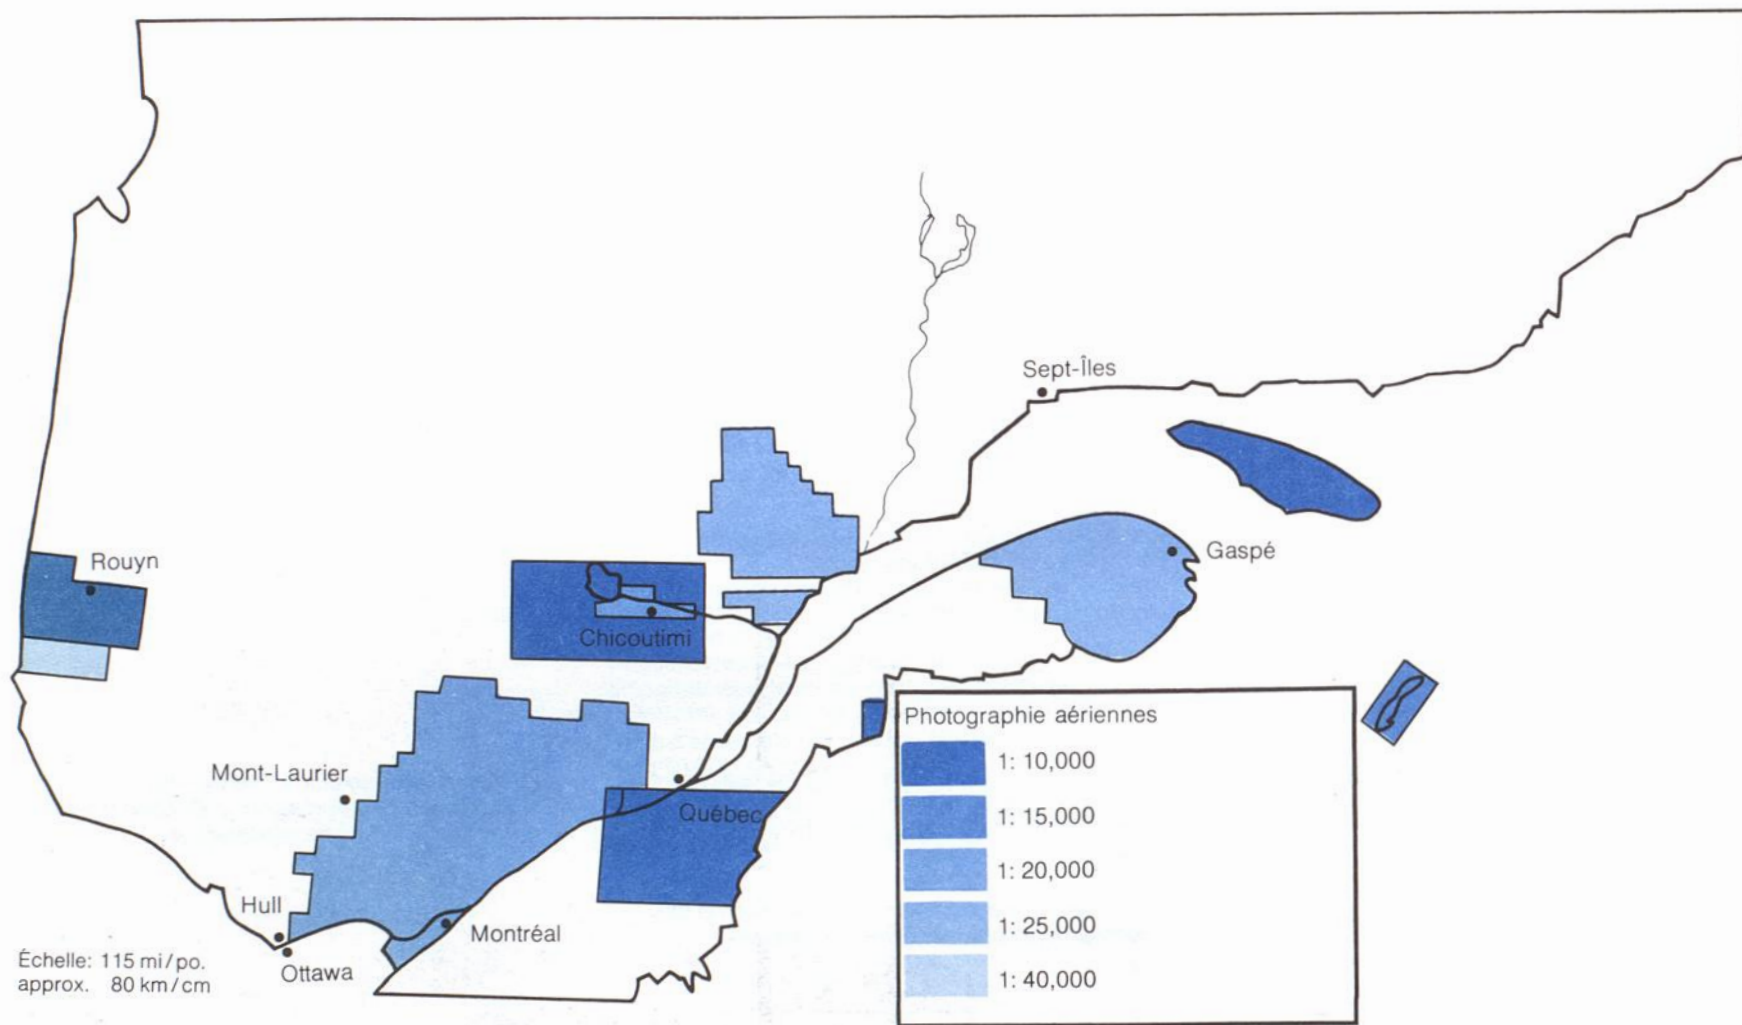 Sept-Îles
Rouyn
Gaspé
Chicoutimi
Mont-Laurier
Québec
Hull
Montréal
Ottawa
Échelle: 115 mi/po.
approx. 80 km/cm
Photographie aériennes
1: 10,000
1: 15,000
1: 20,000
1: 25,000
1: 40,000